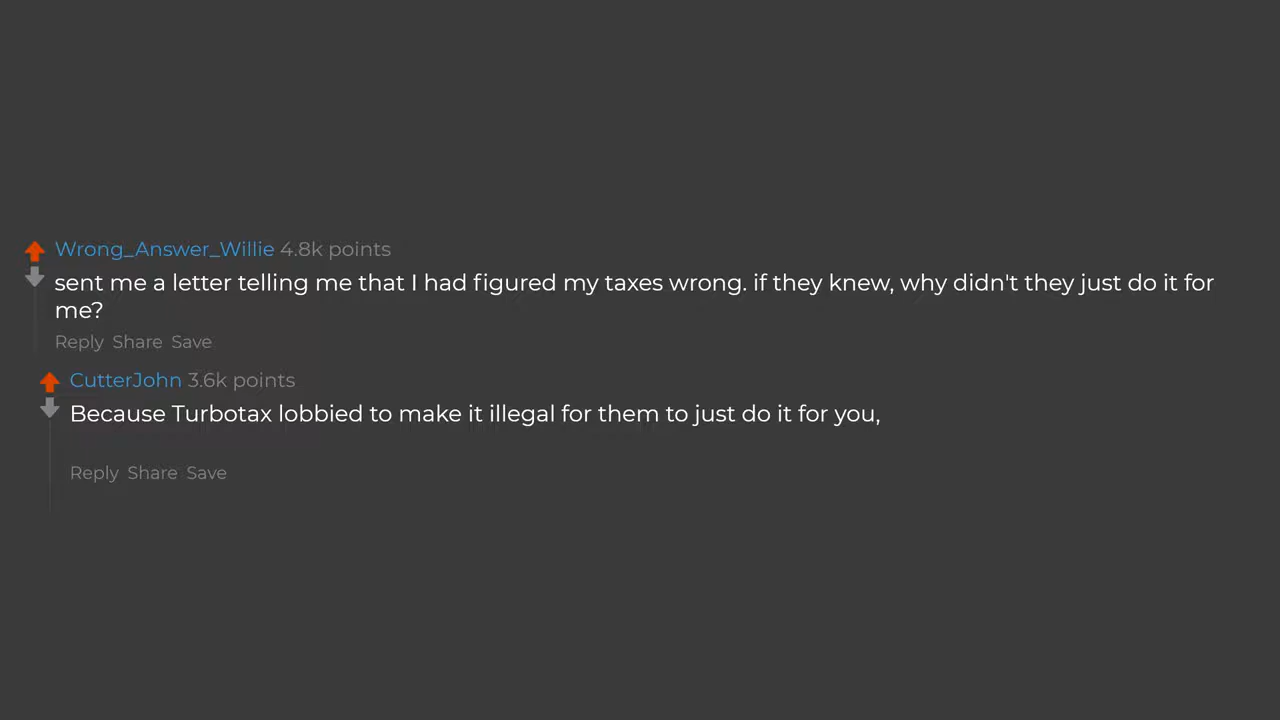 Wrong_Answer_Willie 4.8k points
sent me a letter telling me that I had figured my taxes wrong. if they knew, why didn't they just do it for
me?
Reply Share Save
CutterJohn 3.6k points
Because Turbotax lobbied to make it illegal for them to just do it for you,
Reply Share Save